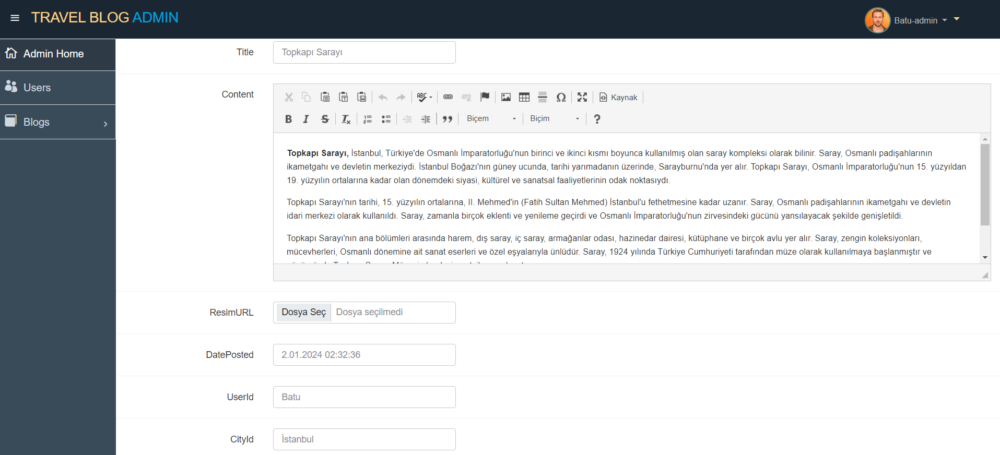 TRAVEL BLOG ADMIN
Batu-admin
Admin Home
Users
Blogs
Title
Topkapı Sarayı
Content
ABC
Kaynak
B I S Tx
Biçem
Biçim
?
Topkapı Sarayı, İstanbul, Türkiye'de Osmanlı İmparatorluğu'nun birinci ve ikinci kısmı boyunca kullanılmış olan saray kompleksi olarak bilinir. Saray, Osmanlı padişahlarının
ikametgahı ve devletin merkeziydi. İstanbul Boğazı'nın güney ucunda, tarihi yarımadanın üzerinde, Sarayburnu'nda yer alır. Topkapı Sarayı, Osmanlı İmparatorluğu'nun 15. yüzyıldan
19. yüzyılın ortalarına kadar olan dönemdeki siyasi, kültürel ve sanatsal faaliyetlerinin odak noktasıydı.
Topkapı Sarayı'nın tarihi, 15. yüzyılın ortalarına, II. Mehmed'in (Fatih Sultan Mehmed) İstanbul'u fethetmesine kadar uzanır. Saray, Osmanlı padişahlarının ikametgahı ve devletin
idari merkezi olarak kullanıldı. Saray, zamanla birçok eklenti ve yenileme geçirdi ve Osmanlı İmparatorluğu'nun zirvesindeki gücünü yansılayacak şekilde genişletildi.
Topkapı Sarayı'nın ana bölümleri arasında harem, dış saray, iç saray, armağanlar odası, hazinedar dairesi, kütüphane ve birçok avlu yer alır. Saray, zengin koleksiyonları,
mücevherleri, Osmanlı dönemine ait sanat eserleri ve özel eşyalarıyla ünlüdür. Saray, 1924 yılında Türkiye Cumhuriyeti tarafından müze olarak kullanılmaya başlanmıştır ve
ResimURL
Dosya Seç Dosya seçilmedi
DatePosted
2.01.2024 02:32:36
UserId
Batu
CityId
İstanbul